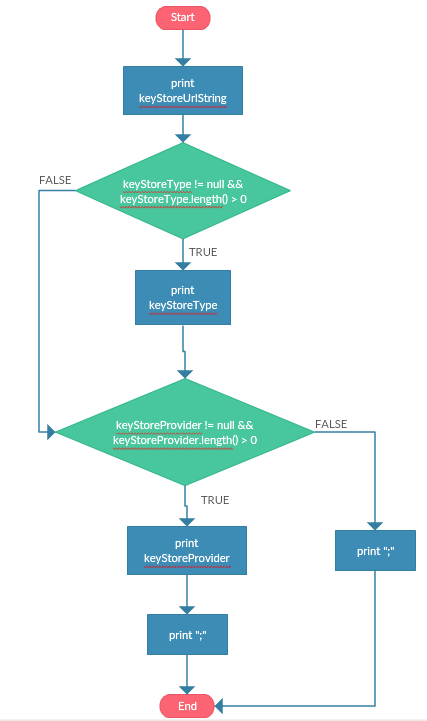 Start
print
keyStoreUrlString
FALSE
keyStoreType != null &&
keyStoreType.length() > 0
TRUE
print
keyStoreType
keyStoreProvider != null &&
keyStoreProvider.length() > 0
FALSE
TRUE
print
keyStoreProvider
print ";"
print ";"
End